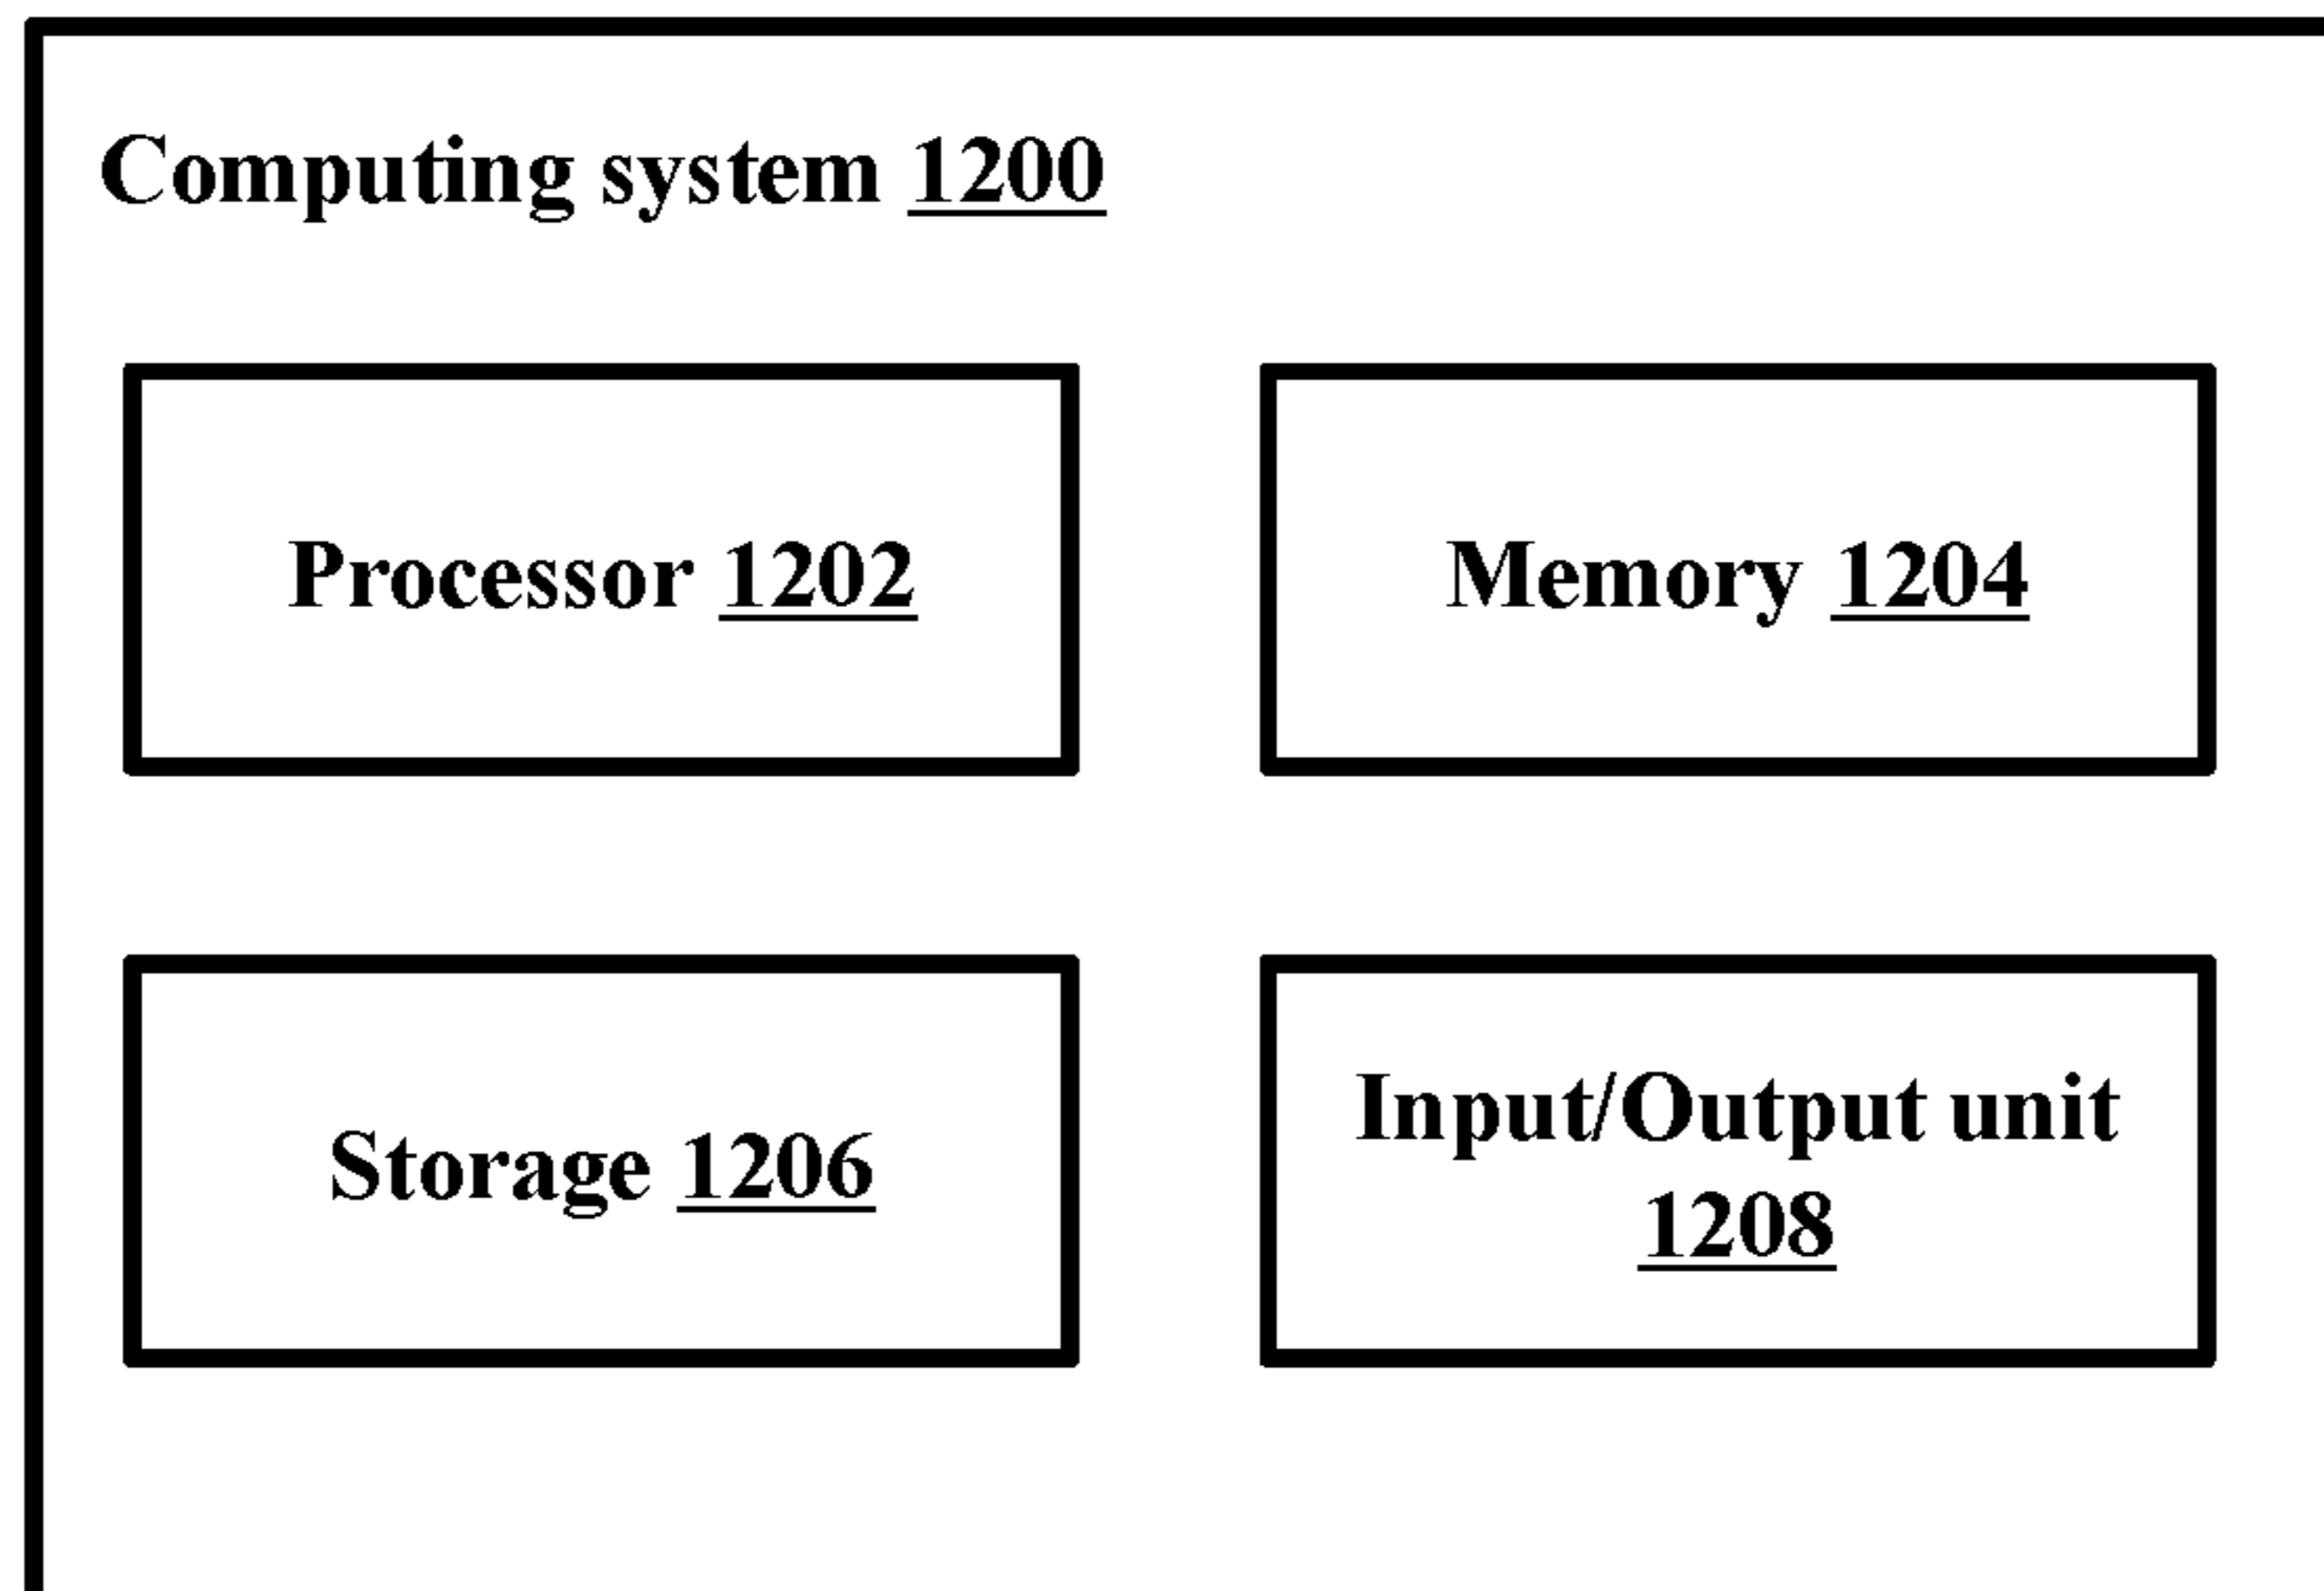 Computing system 1200
Processor 1202
Memory 1204
Storage 1206
Input/Output unit
1208